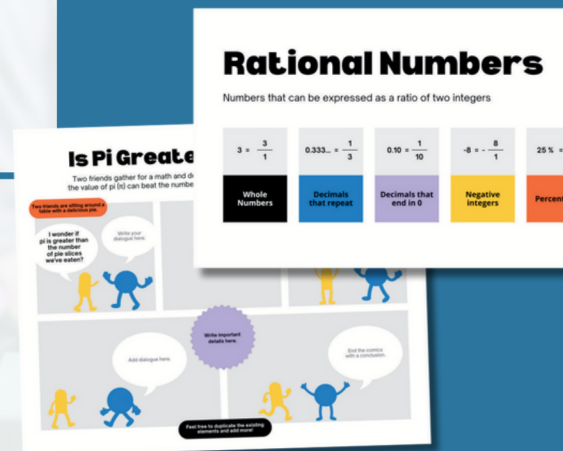 Rational Numbers
Numbers that can be expressed as a ratio of two integers
3 = 3/1
0.333... = 1/3
0.10 = 1/10
-8 = - 8/1
25 % =
Whole
Numbers
Decimals
that repeat
Decimals that
end in 0
Negative
integers
Percent
Is Pi Greate
Two friends gather for a math and de
the value of pi (π) can beat the numbe
Two friends are sitting around a
table with a delicious pie.
I wonder if
pi is greater than
the number
of pie slices
we've eaten?
Write your
dialogue here.
Write important
details here.
Add dialogue here.
End the comics
with a conclusion.
Feel free to duplicate the existing
elements and add more!